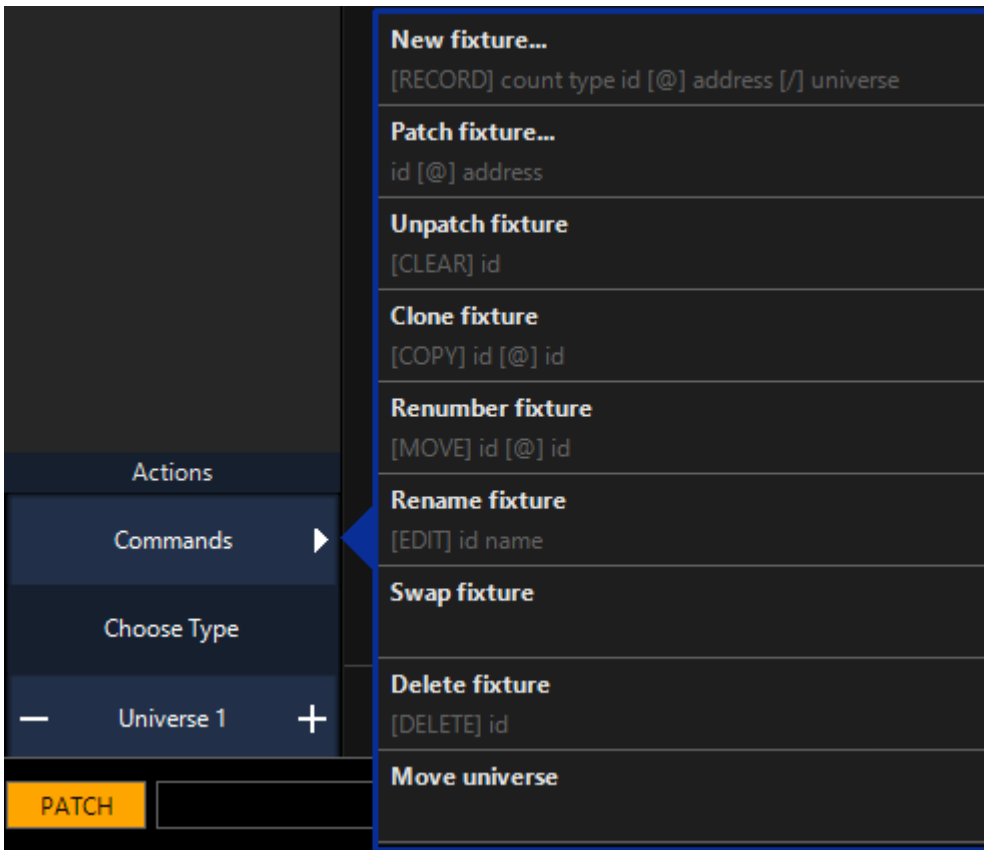 New fixture...
[RECORD] count type id [@] address [/] universe
Patch fixture...
id [@] address
Unpatch fixture
[CLEAR] id
Clone fixture
[COPY] id [@] id
Renumber fixture
[MOVE] id [@] id
Rename fixture
[EDIT] id name
Swap fixture
Delete fixture
[DELETE] id
Move universe
Actions
Commands
Choose Type
Universe 1
PATCH